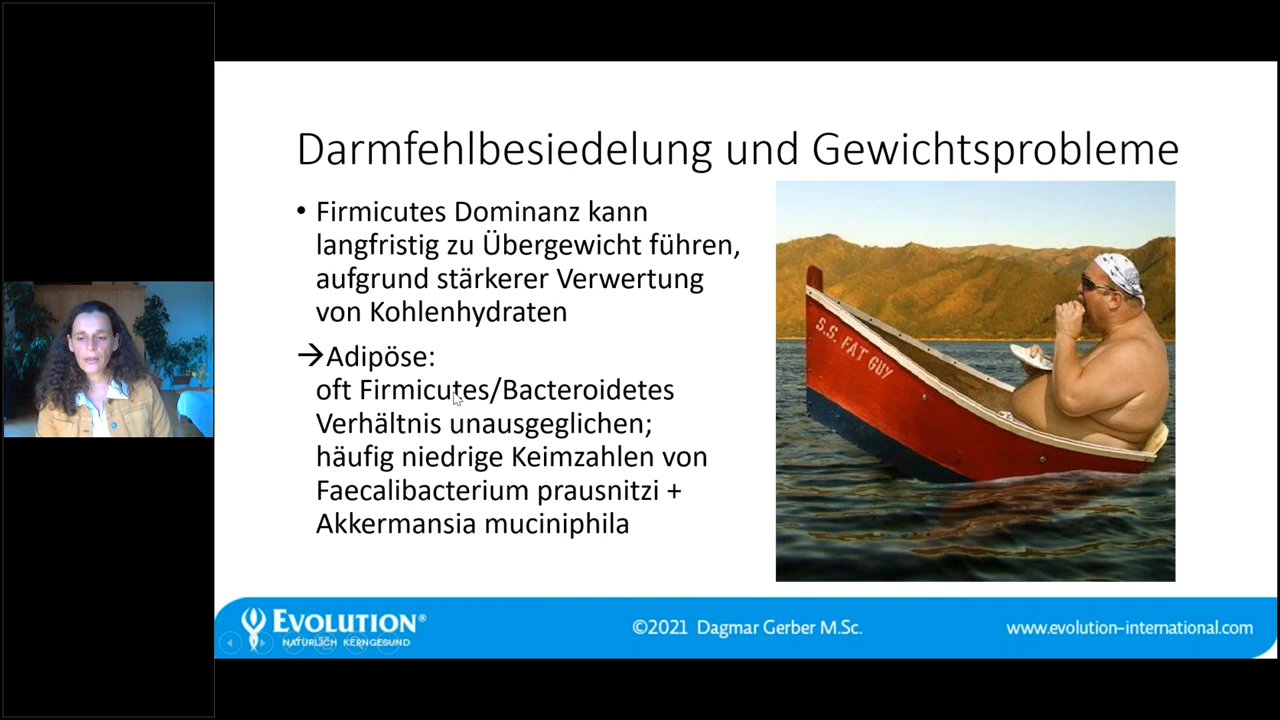 Darmfehlbesiedelung und Gewichtsprobleme
• Firmicutes Dominanz kann
langfristig zu Übergewicht führen,
aufgrund stärkerer Verwertung
von Kohlenhydraten
→Adipöse:
oft Firmicutes/Bacteroidetes
Verhältnis unausgeglichen;
häufig niedrige Keimzahlen von
Faecalibacterium prausnitzi +
Akkermansia muciniphila
S.S. FAT GUY
EVOLUTION®
NATÜRLICH KERNGESUND
©2021 Dagmar Gerber M.Sc.
www.evolution-international.com